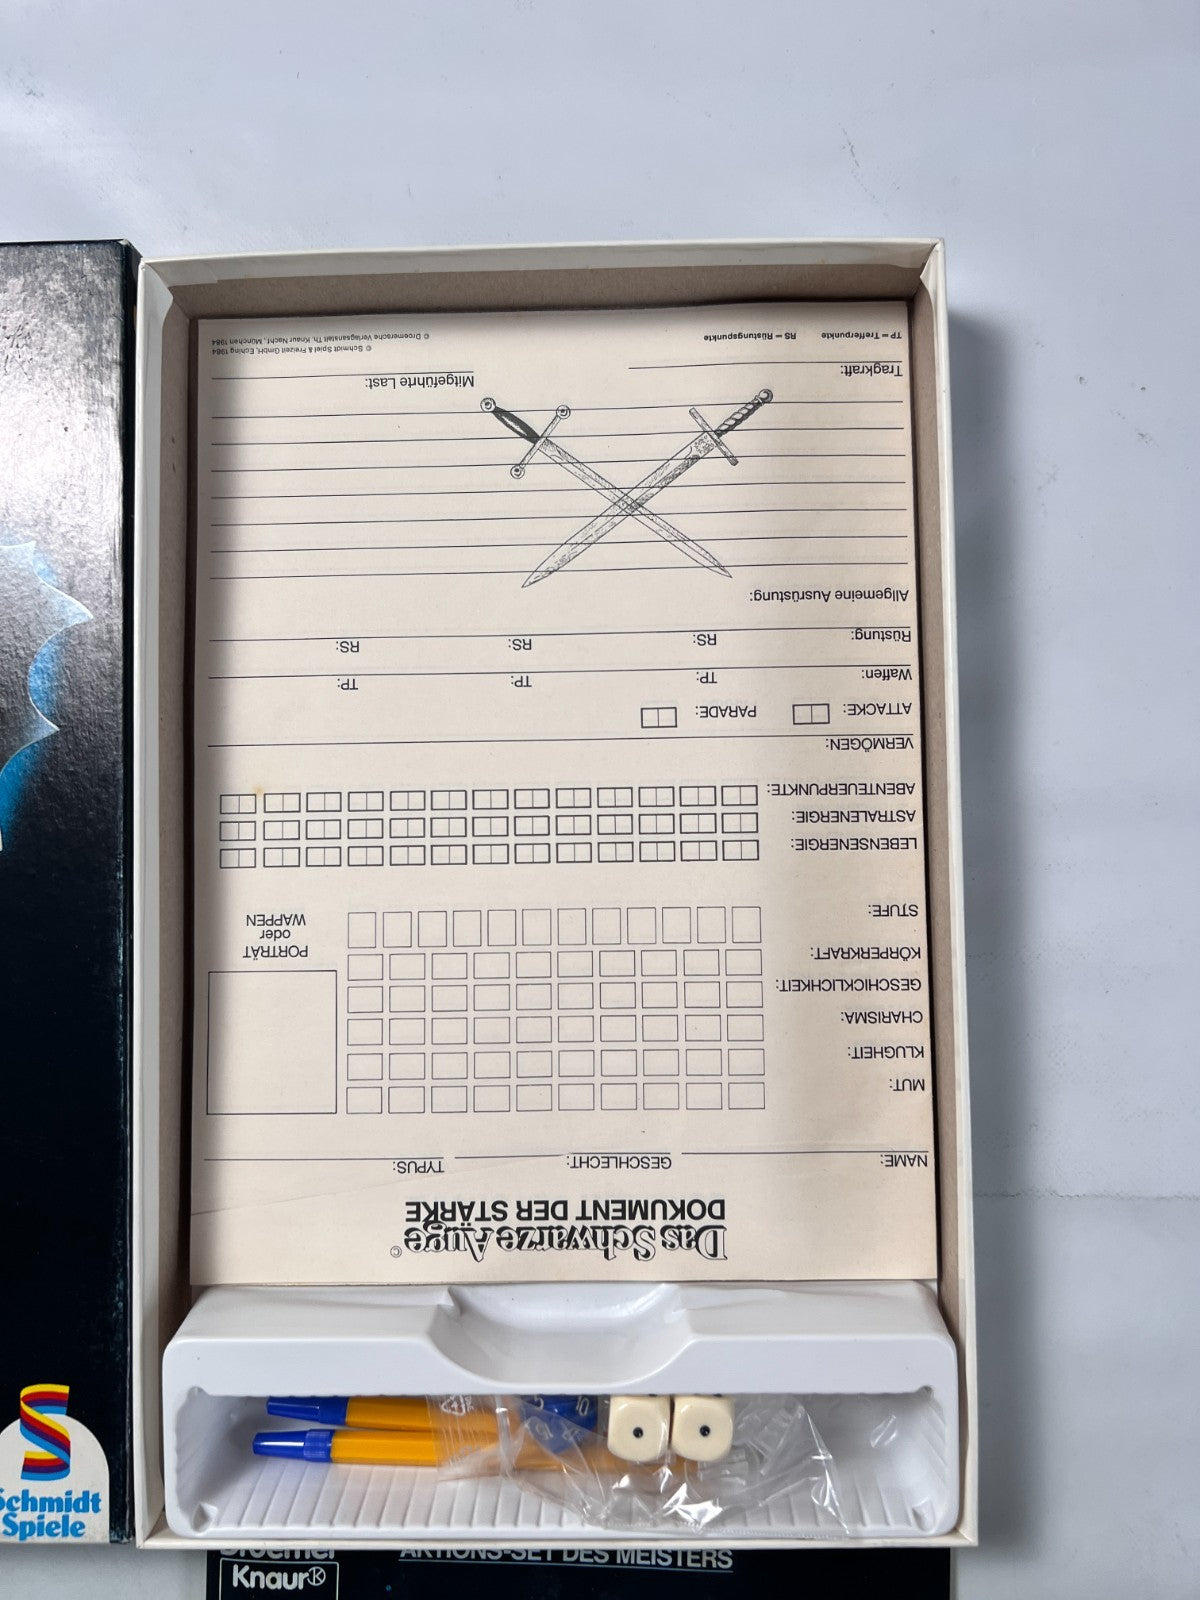 Das Schwarze Auge©
DOKUMENT DER STÄRKE
NAME: GESCHLECHT: TYPUS:
MUT:
KLUGHEIT:
CHARISMA:
GESCHICKLICHKEIT:
KÖRPERKRAFT:
STUFE:
PORTRÄT
oder
WAPPEN
LEBENSENERGIE:
ASTRALENERGIE:
ABENTEUERPUNKTE:
VERMÖGEN:
ATTACKE: PARADE:
Waffen: TP: TP: TP:
Rüstung: RS: RS: RS:
Allgemeine Ausrüstung:
Tragkraft: Mitgeführte Last:
TP = Trefferpunkte RS = Rüstungspunkte
© Schmidt Spiel & Freizeit GmbH, Eching 1984
© Droemersche Verlagsanstalt Th. Knaur Nachf., München 1984
S
Schmidt
Spiele
Droemer
Knaur®
AKTIONS-SET DES MEISTERS